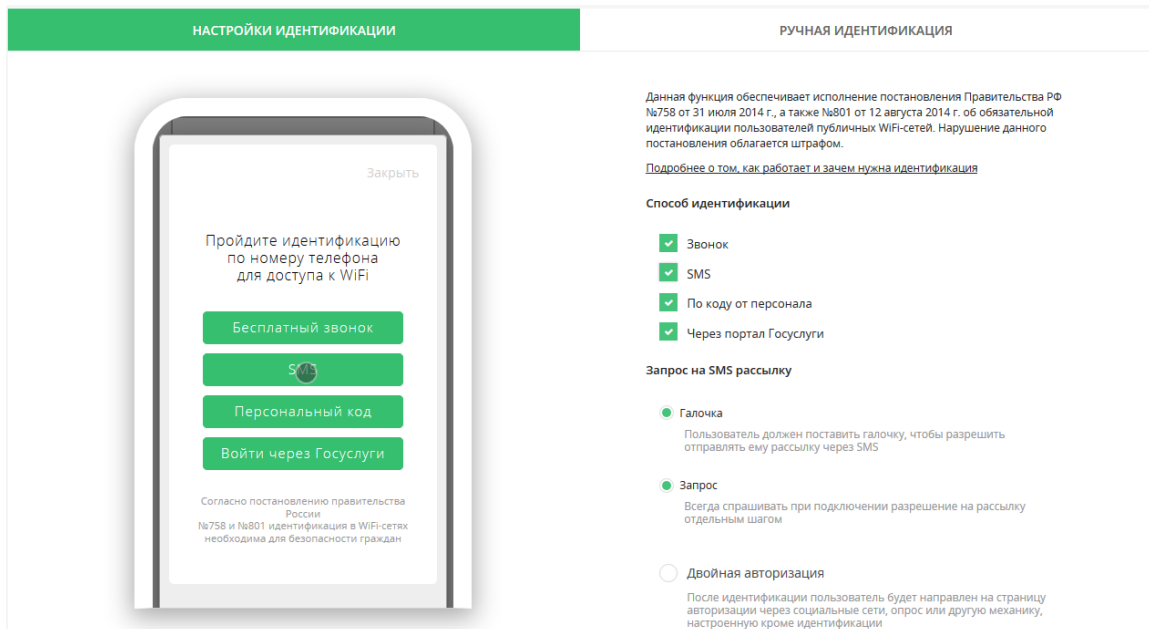 НАСТРОЙКИ ИДЕНТИФИКАЦИИ
РУЧНАЯ ИДЕНТИФИКАЦИЯ
Закрыть
Пройдите идентификацию
по номеру телефона
для доступа к WiFi
Бесплатный звонок
SMS
Персональный код
Войти через Госуслуги
Согласно постановлению правительства
России
№758 и №801 идентификация в WiFi-сетях
необходима для безопасности граждан
Данная функция обеспечивает исполнение постановления Правительства РФ
№758 от 31 июля 2014 г., а также №801 от 12 августа 2014 г. об обязательной
идентификации пользователей публичных WiFi-сетей. Нарушение данного
постановления облагается штрафом.
Подробнее о том, как работает и зачем нужна идентификация
Способ идентификации
Звонок
SMS
По коду от персонала
Через портал Госуслуги
Запрос на SMS рассылку
Галочка
Пользователь должен поставить галочку, чтобы разрешить
отправлять ему рассылку через SMS
Запрос
Всегда спрашивать при подключении разрешение на рассылку
отдельным шагом
Двойная авторизация
После идентификации пользователь будет направлен на страницу
авторизации через социальные сети, опрос или другую механику,
настроенную кроме идентификации